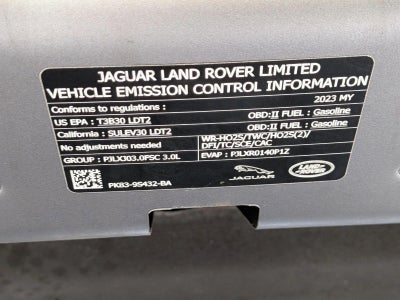 JAGUAR LAND ROVER LIMITED
VEHICLE EMISSION CONTROL INFORMATION
Conforms to regulations: 2023 MY
US EPA : T3B30 LDT2 OBD:II FUEL : Gasoline
California : SULEV30 LDT2 OBD:II FUEL : Gasoline
No adjustments needed WR-HO2S/TWC/HO2S(2)/
DFI/TC/SCE/CAC
GROUP : PJLXJ03.0FSC 3.0L EVAP : PJLXR0140P1Z
PK83-9S432-BA JAGUAR LAND ROVER